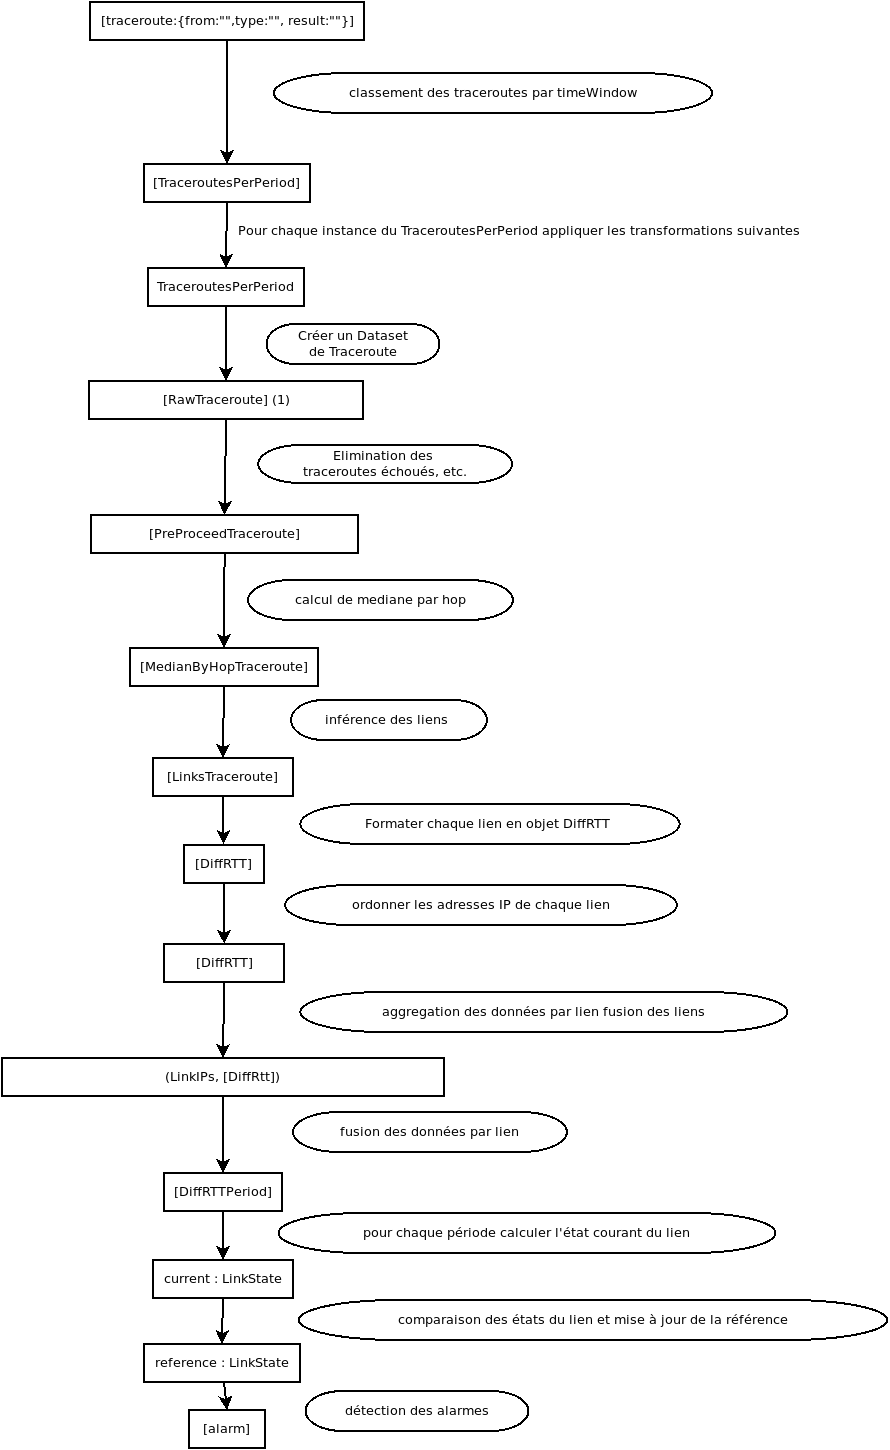 [traceroute:{from:"",type:"", result:""}]
classement des traceroutes par timeWindow
[TraceroutesPerPeriod]
Pour chaque instance du TraceroutesPerPeriod appliquer les transformations suivantes
TraceroutesPerPeriod
Créer un Dataset
de Traceroute
[RawTraceroute] (1)
Elimination des
traceroutes échoués, etc.
[PreProceedTraceroute]
calcul de mediane par hop
[MedianByHopTraceroute]
inférence des liens
[LinksTraceroute]
Formater chaque lien en objet DiffRTT
[DiffRTT]
ordonner les adresses IP de chaque lien
[DiffRTT]
aggregation des données par lien fusion des liens
(LinkIPs, [DiffRtt])
fusion des données par lien
[DiffRTTPeriod]
pour chaque période calculer l'état courant du lien
current : LinkState
comparaison des états du lien et mise à jour de la référence
reference : LinkState
détection des alarmes
[alarm]